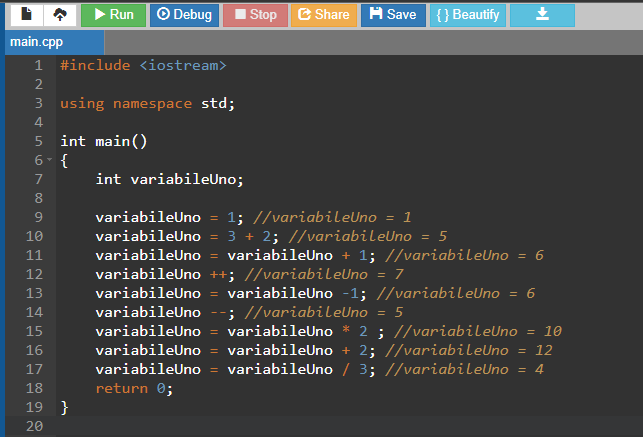 Run Debug Stop Share Save { } Beautify
main.cpp
1 #include <iostream>
2
3 using namespace std;
4
5 int main()
6 {
7 int variabileUno;
8
9 variabileUno = 1; //variabileUno = 1
10 variabileUno = 3 + 2; //variabileUno = 5
11 variabileUno = variabileUno + 1; //variabileUno = 6
12 variabileUno ++; //variabileUno = 7
13 variabileUno = variabileUno -1; //variabileUno = 6
14 variabileUno --; //variabileUno = 5
15 variabileUno = variabileUno * 2 ; //variabileUno = 10
16 variabileUno = variabileUno + 2; //variabileUno = 12
17 variabileUno = variabileUno / 3; //variabileUno = 4
18 return 0;
19 }
20